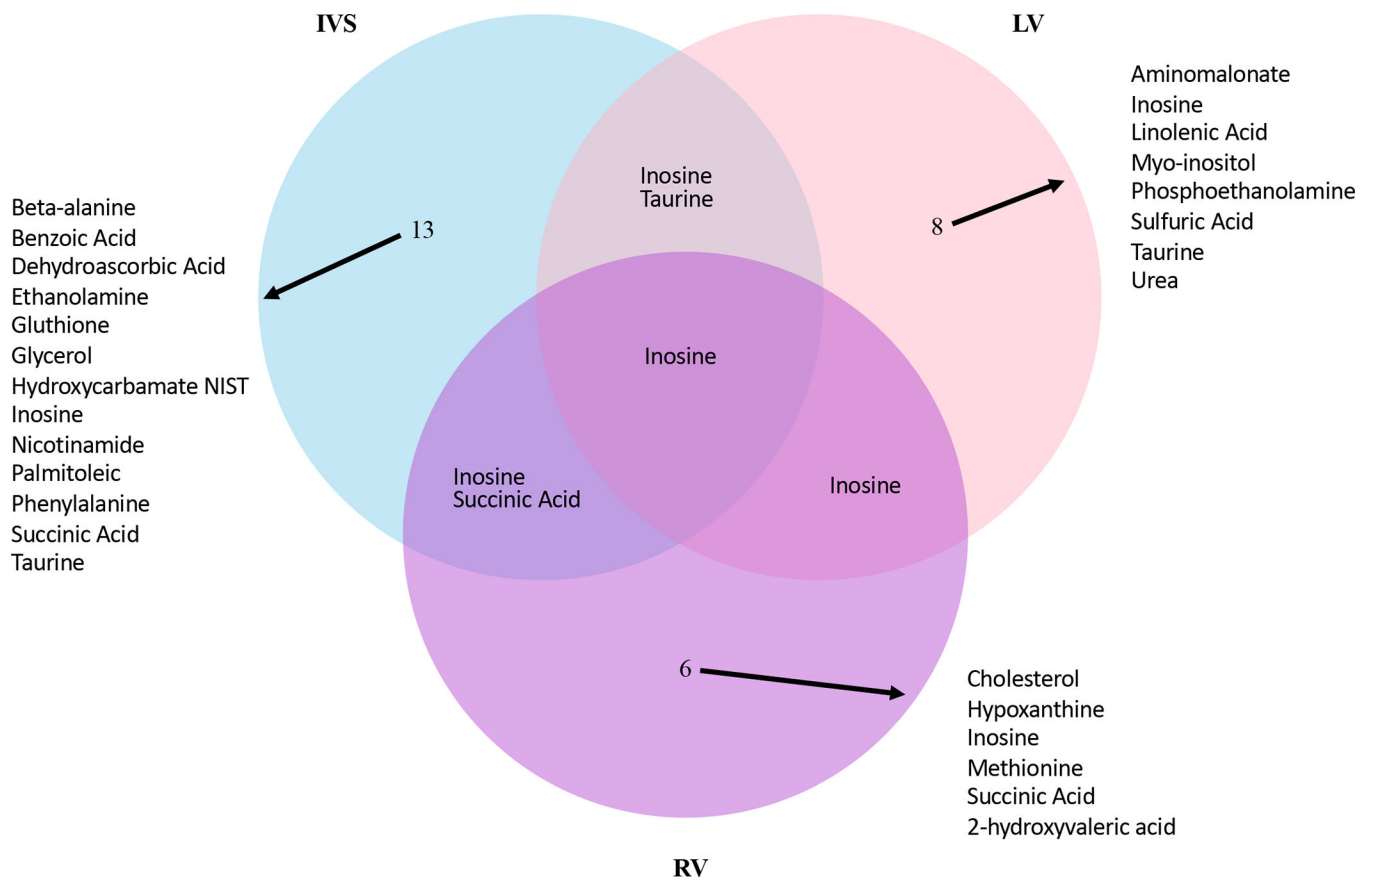 IVS
LV
Aminomalonate
Inosine
Linolenic Acid
Myo-inositol
Phosphoethanolamine
Sulfuric Acid
Taurine
Urea
8
Inosine
Taurine
13
Beta-alanine
Benzoic Acid
Dehydroascorbic Acid
Ethanolamine
Gluthione
Glycerol
Hydroxycarbamate NIST
Inosine
Nicotinamide
Palmitoleic
Phenylalanine
Succinic Acid
Taurine
Inosine
Inosine
Succinic Acid
Inosine
6
Cholesterol
Hypoxanthine
Inosine
Methionine
Succinic Acid
2-hydroxyvaleric acid
RV